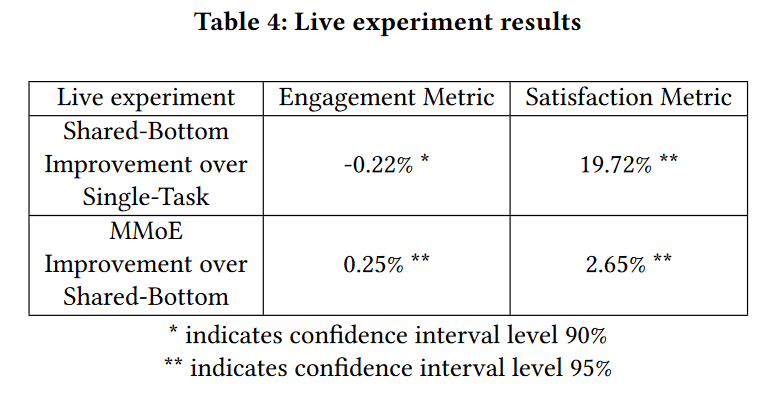 Table 4: Live experiment results
Live experiment Engagement Metric Satisfaction Metric
Shared-Bottom
Improvement over
Single-Task
-0.22% *
19.72% **
MMoE
Improvement over
Shared-Bottom
0.25% **
2.65% **
* indicates confidence interval level 90%
** indicates confidence interval level 95%